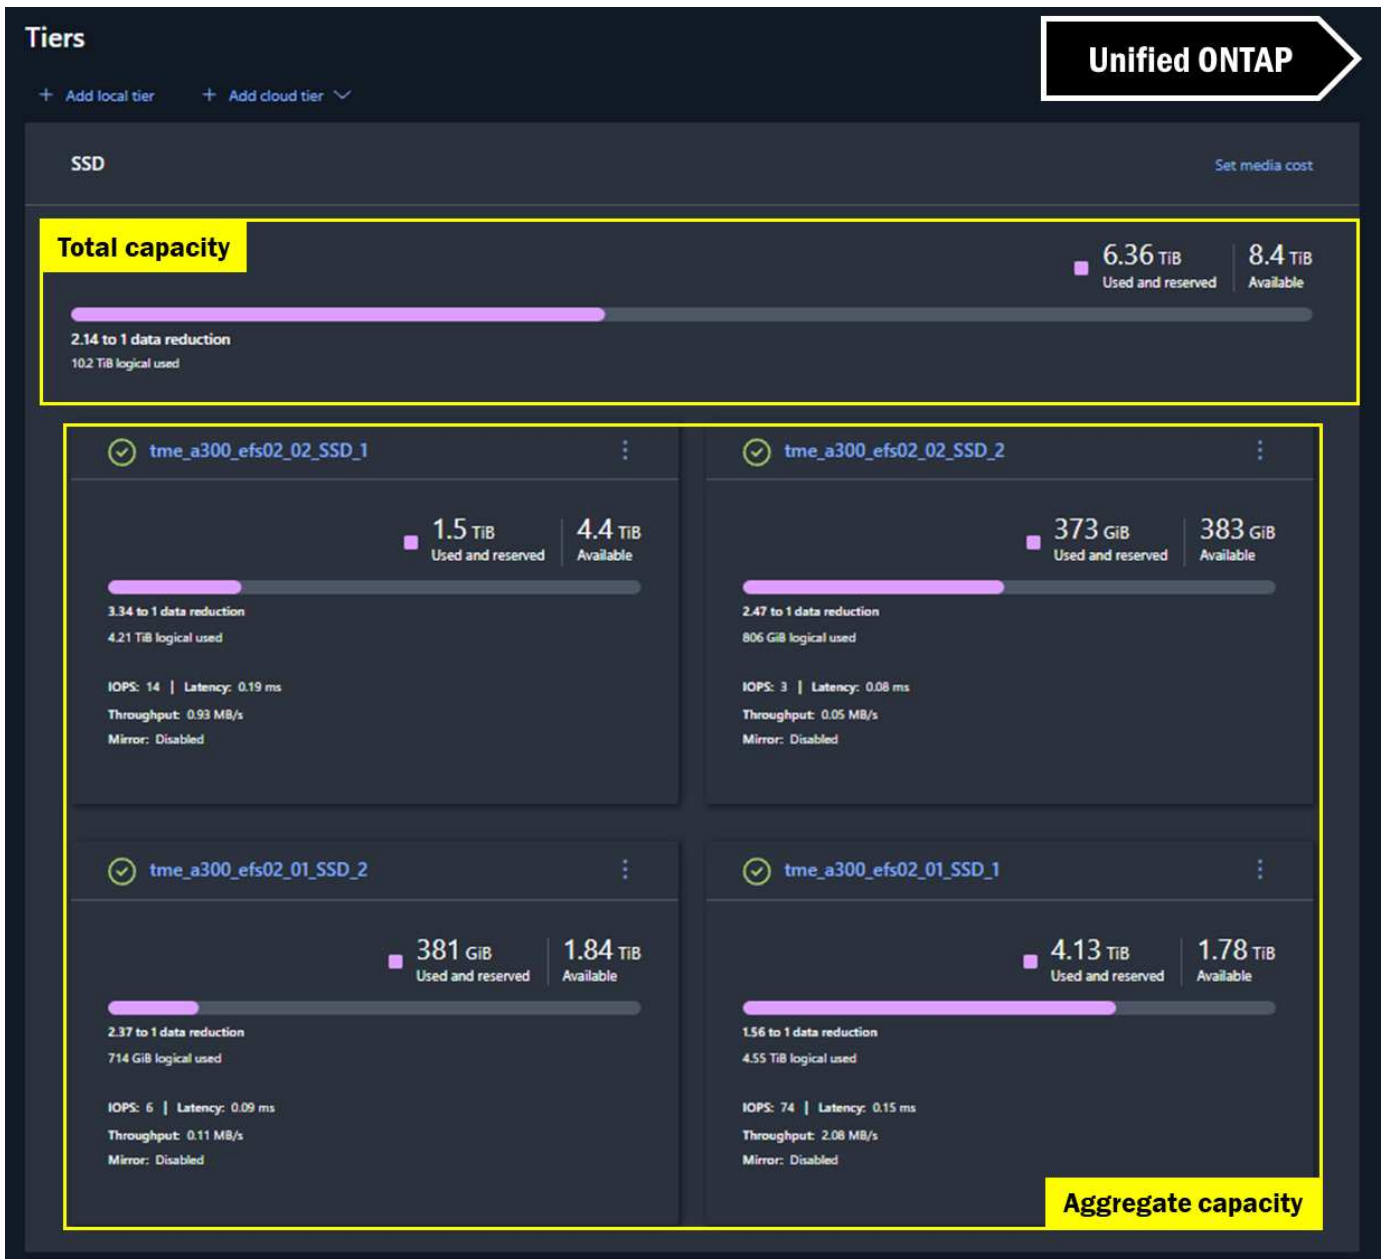 Tiers
Unified ONTAP
+ Add local tier + Add cloud tier
SSD
Set media cost
Total capacity
6.36 TiB 8.4 TiB
Used and reserved Available
2.14 to 1 data reduction
10.2 TiB logical used
tme_a300_efs02_02_SSD_1
1.5 TiB 4.4 TiB
Used and reserved Available
3.34 to 1 data reduction
4.21 TiB logical used
IOPS: 14 | Latency: 0.19 ms
Throughput: 0.93 MB/s
Mirror: Disabled
tme_a300_efs02_02_SSD_2
373 GiB 383 GiB
Used and reserved Available
2.47 to 1 data reduction
806 GiB logical used
IOPS: 3 | Latency: 0.08 ms
Throughput: 0.05 MB/s
Mirror: Disabled
tme_a300_efs02_01_SSD_2
381 GiB 1.84 TiB
Used and reserved Available
2.37 to 1 data reduction
714 GiB logical used
IOPS: 6 | Latency: 0.09 ms
Throughput: 0.11 MB/s
Mirror: Disabled
tme_a300_efs02_01_SSD_1
4.13 TiB 1.78 TiB
Used and reserved Available
1.56 to 1 data reduction
4.55 TiB logical used
IOPS: 74 | Latency: 0.15 ms
Throughput: 2.08 MB/s
Mirror: Disabled
Aggregate capacity